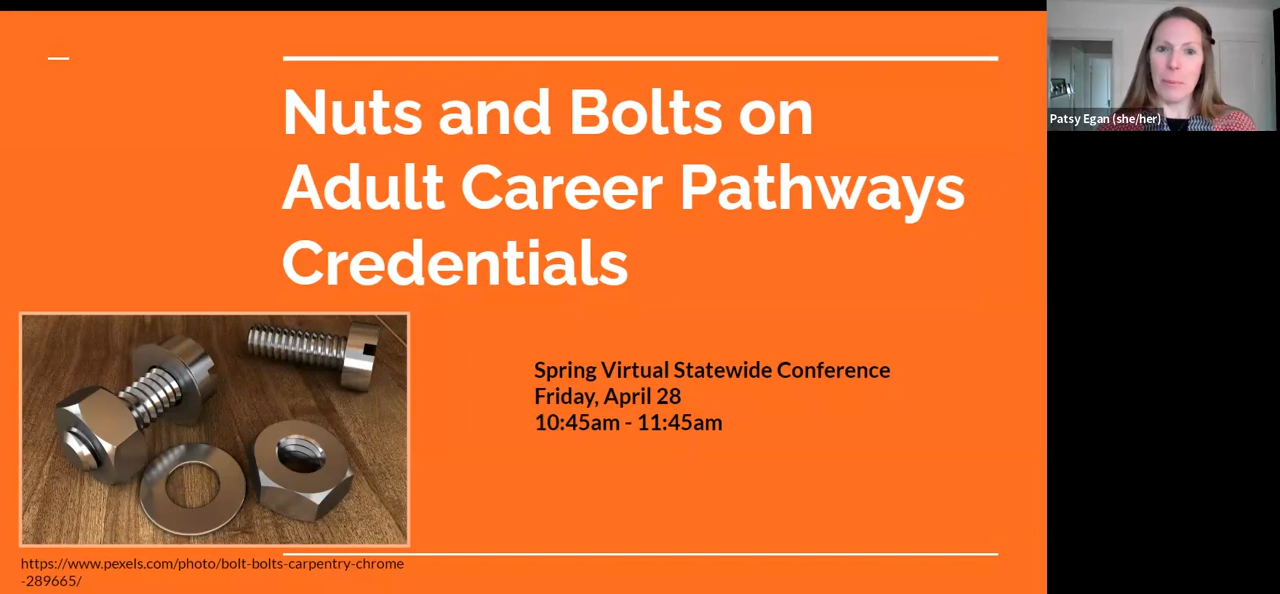 Nuts and Bolts on
Adult Career Pathways
Credentials
Spring Virtual Statewide Conference
Friday, April 28
10:45am - 11:45am
https://www.pexels.com/photo/bolt-bolts-carpentry-chrome
-289665/
Patsy Egan (she/her)